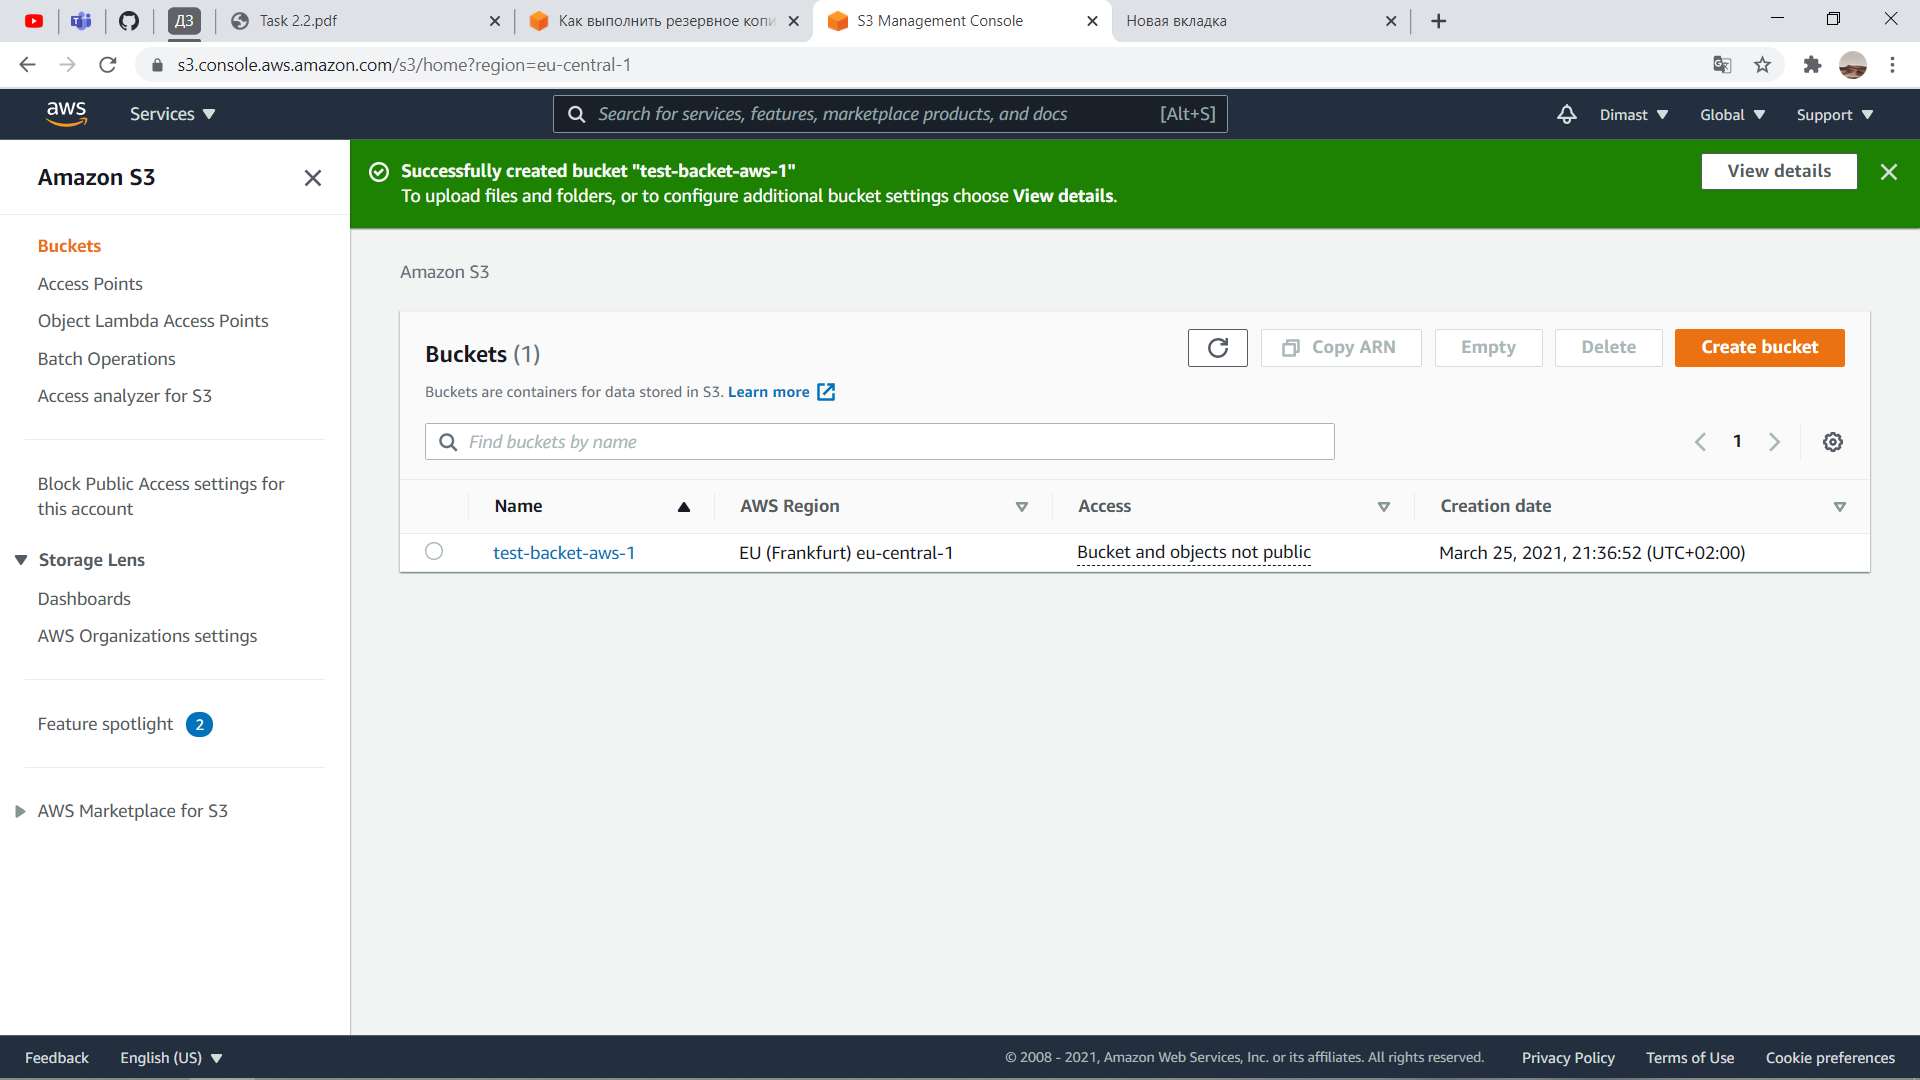 ДЗ
Task 2.2.pdf
Как выполнить резервное копи
S3 Management Console
Новая вкладка
s3.console.aws.amazon.com/s3/home?region=eu-central-1
aws
Services
Search for services, features, marketplace products, and docs
[Alt+S]
Dimast
Global
Support
Amazon S3
Successfully created bucket "test-backet-aws-1"
To upload files and folders, or to configure additional bucket settings choose View details.
View details
Buckets
Access Points
Object Lambda Access Points
Batch Operations
Access analyzer for S3
Block Public Access settings for
this account
Storage Lens
Dashboards
AWS Organizations settings
Feature spotlight 2
AWS Marketplace for S3
Amazon S3
Buckets (1)
Copy ARN
Empty
Delete
Create bucket
Buckets are containers for data stored in S3. Learn more
Find buckets by name
1
Name
AWS Region
Access
Creation date
test-backet-aws-1
EU (Frankfurt) eu-central-1
Bucket and objects not public
March 25, 2021, 21:36:52 (UTC+02:00)
Feedback
English (US)
© 2008 - 2021, Amazon Web Services, Inc. or its affiliates. All rights reserved.
Privacy Policy
Terms of Use
Cookie preferences